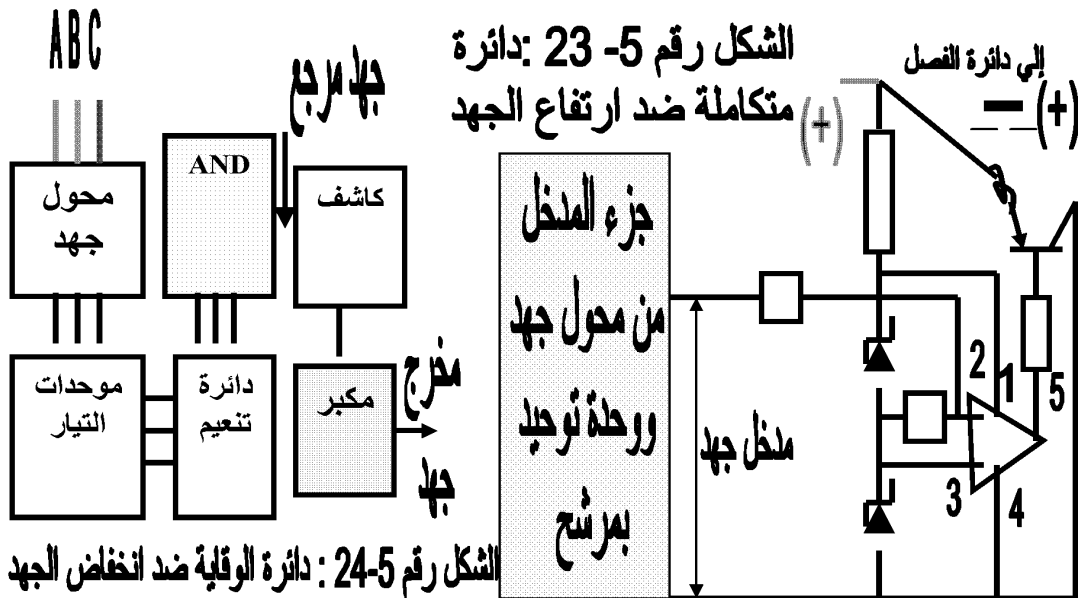 الشكل رقم 5- 23 :دائرة
متكاملة ضد ارتفاع الجهد
إلي دائرة الفصل
(+)
(+)
جزء المدخل
من محول جهد
ووحدة توحيد
بمرشح
مدخل جهد
1
2
3
4
5
A B C
محول
جهد
AND
جهد مرجع
كاشف
موحدات
التيار
دائرة
تنعيم
مكبر
مخرج
جهد
الشكل رقم 5-24 : دائرة الوقاية ضد انخفاض الجهد